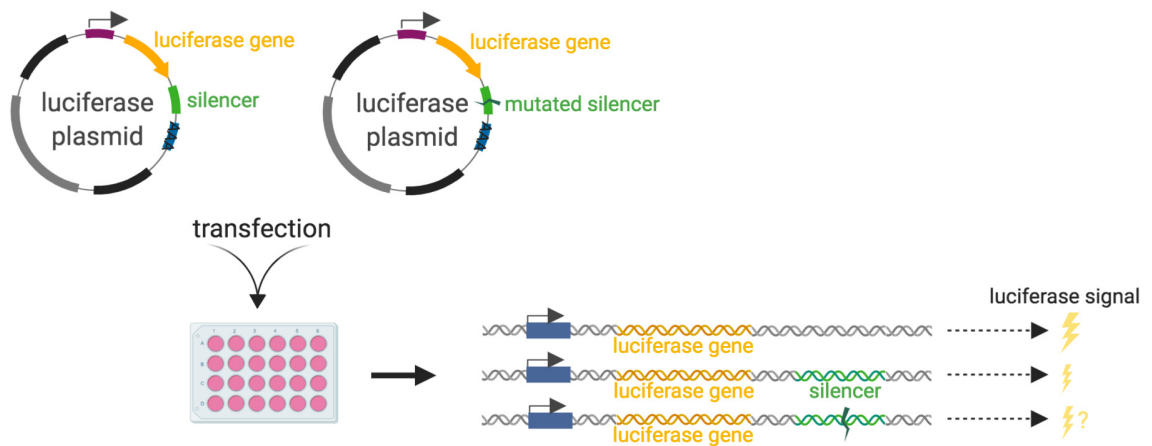 luciferase gene
luciferase
plasmid
silencer
luciferase gene
luciferase
plasmid
mutated silencer
transfection
1 2 3 4 5 6
A
B
C
D
luciferase signal
luciferase gene
luciferase gene
silencer
luciferase gene
?